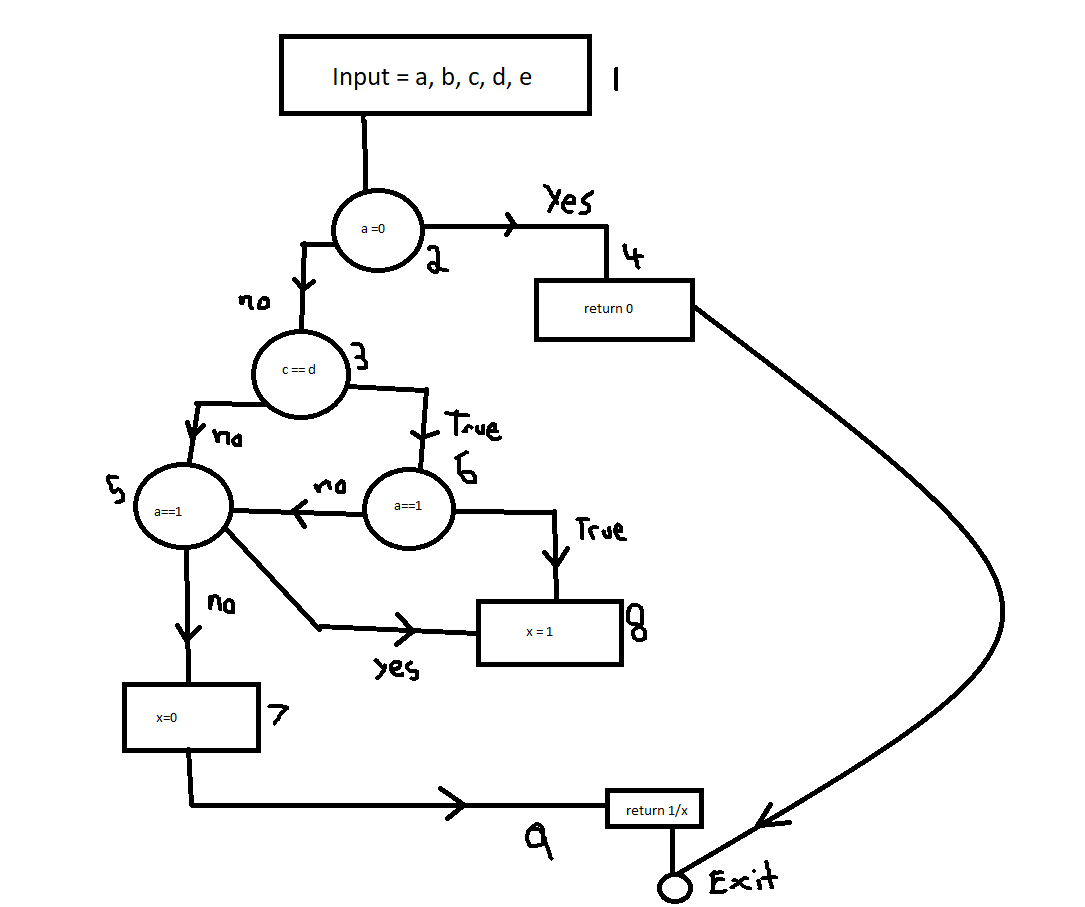 Input = a, b, c, d, e
1
Yes
a =0
2
4
no
return 0
3
c == d
True
no
6
5
no
a==1
a==1
True
no
8
x = 1
yes
x=0
7
return 1/x
9
Exit